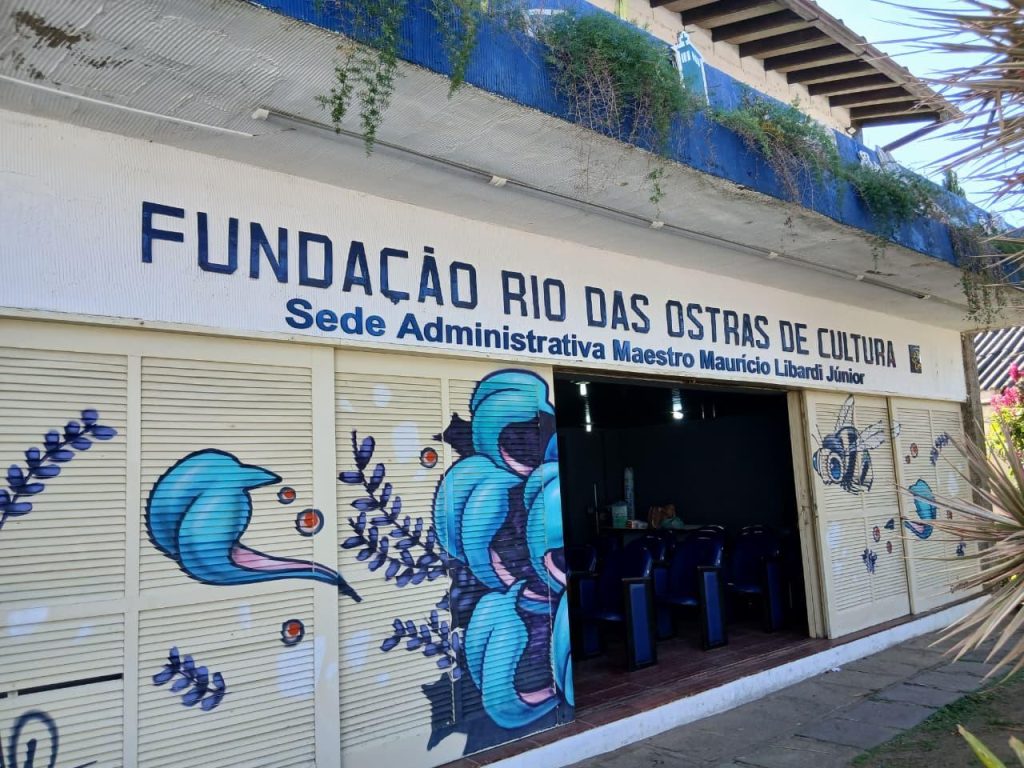 FUNDAÇÃO RIO DAS OSTRAS DE CULTURA
Sede Administrativa Maestro Maurício Libardi Júnior